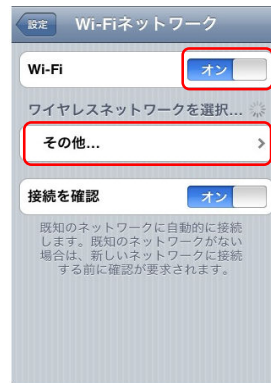 設定
Wi-Fiネットワーク
Wi-Fi
オン
ワイヤレスネットワークを選択...
その他...
接続を確認
オン
既知のネットワークに自動的に接続
します。既知のネットワークがない
場合は、新しいネットワークに接続
する前に確認が要求されます。